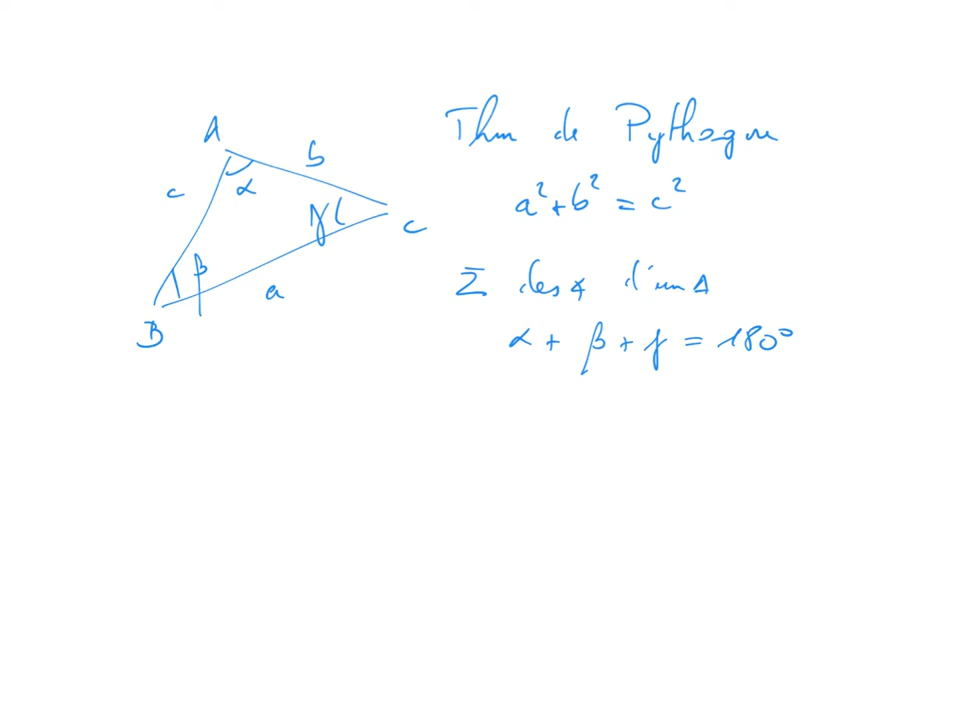 A
b
c
α
γ
C
β
a
B
Thm de Pythagore
a² + b² = c²
Σ des ∡ d'un Δ
α + β + γ = 180°